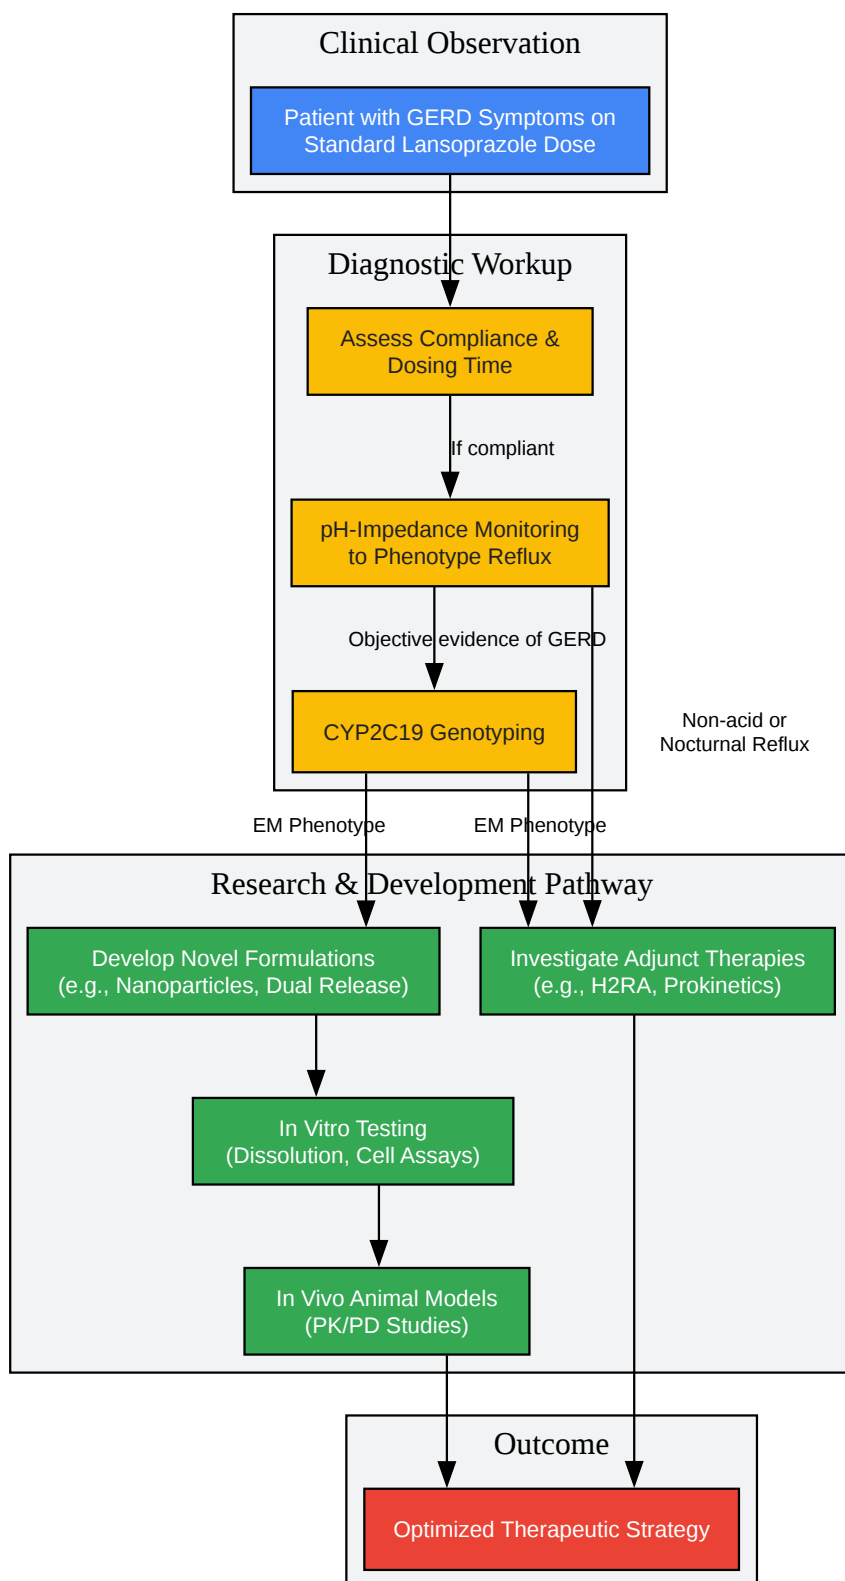 Clinical Observation
Patient with GERD Symptoms on
Standard Lansoprazole Dose
Diagnostic Workup
Assess Compliance &
Dosing Time
If compliant
pH-Impedance Monitoring
to Phenotype Reflux
Objective evidence of GERD
CYP2C19 Genotyping
Non-acid or
Nocturnal Reflux
EM Phenotype
EM Phenotype
Research & Development Pathway
Develop Novel Formulations
(e.g., Nanoparticles, Dual Release)
Investigate Adjunct Therapies
(e.g., H2RA, Prokinetics)
In Vitro Testing
(Dissolution, Cell Assays)
In Vivo Animal Models
(PK/PD Studies)
Outcome
Optimized Therapeutic Strategy